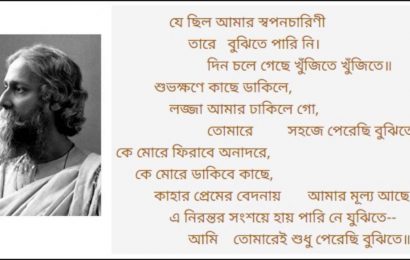 যে ছিল আমার স্বপনচারিণী
তারে বুঝিতে পারি নি।
দিন চলে গেছে খুঁজিতে খুঁজিতে॥
শুভক্ষণে কাছে ডাকিলে,
লজ্জা আমার ঢাকিলে গো,
তোমারে সহজে পেরেছি বুঝিতে
কে মোরে ফিরাবে অনাদরে,
কে মোরে ডাকিবে কাছে,
কাহার প্রেমের বেদনায় আমার মূল্য আছে
এ নিরন্তর সংশয়ে হায় পারি নে যুঝিতে--
আমি তোমারেই শুধু পেরেছি বুঝিতে॥